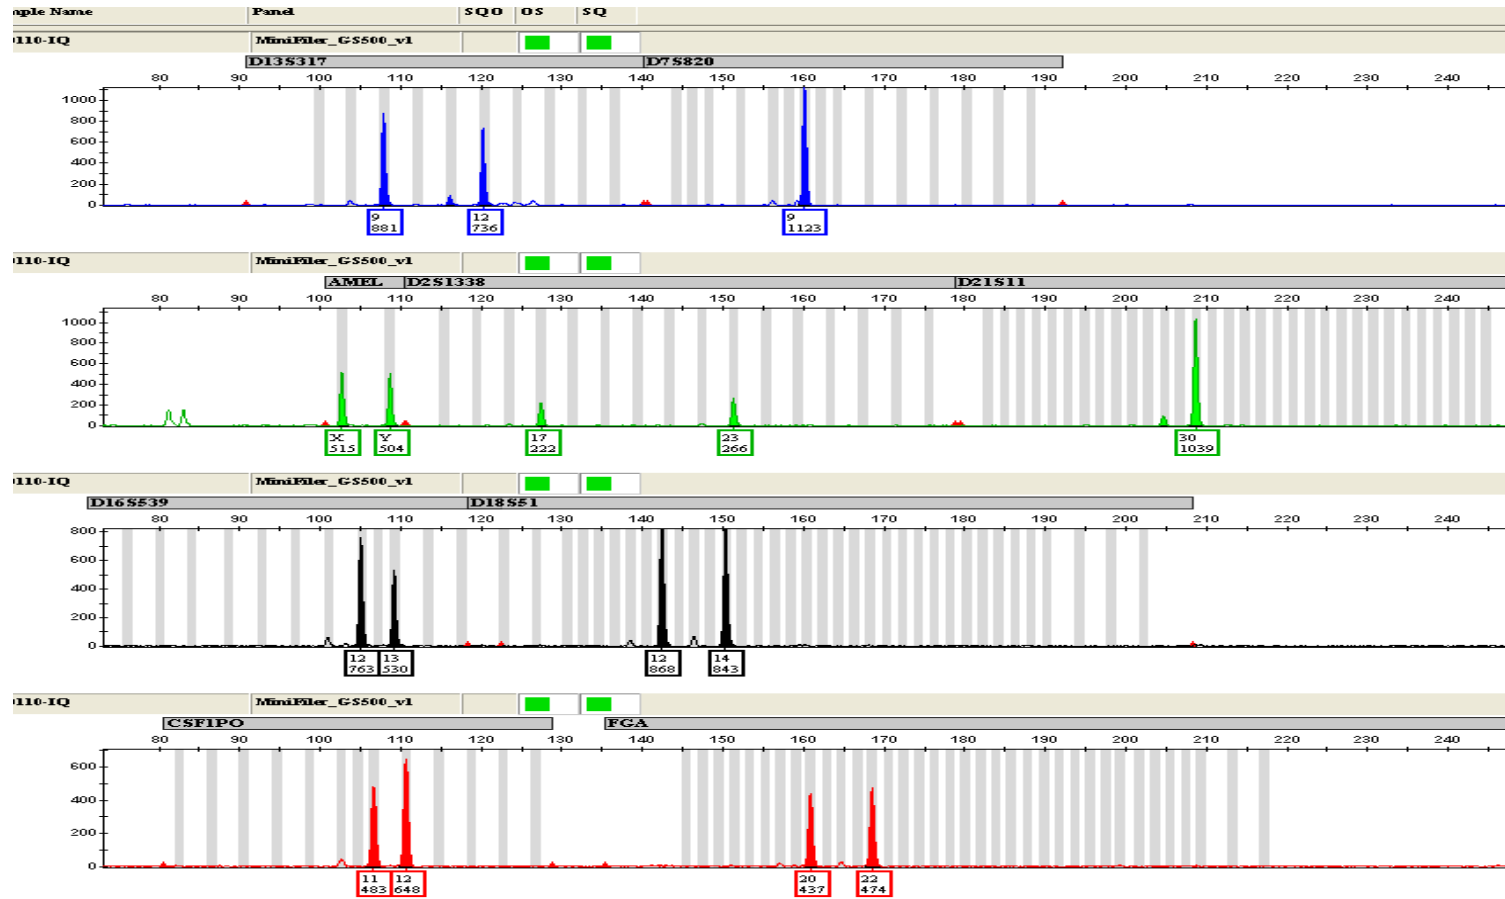 mple Name Panel SQO OS SQ
110-IQ MiniFiler_GS500_v1
D13S317 D7S820
80 90 100 110 120 130 140 150 160 170 180 190 200 210 220 230 240
1000
800
600
400
200
0
9 12 9
881 736 1123
110-IQ MiniFiler_GS500_v1
AMEL D2S1338 D21S11
80 90 100 110 120 130 140 150 160 170 180 190 200 210 220 230 240
1000
800
600
400
200
0
X Y 17 23 30
515 504 222 266 1039
110-IQ MiniFiler_GS500_v1
D16S539 D18S51
80 90 100 110 120 130 140 150 160 170 180 190 200 210 220 230 240
800
600
400
200
0
12 13 12 14
763 530 868 843
110-IQ MiniFiler_GS500_v1
CSF1PO FGA
80 90 100 110 120 130 140 150 160 170 180 190 200 210 220 230 240
600
400
200
0
11 12 20 22
483 648 437 474